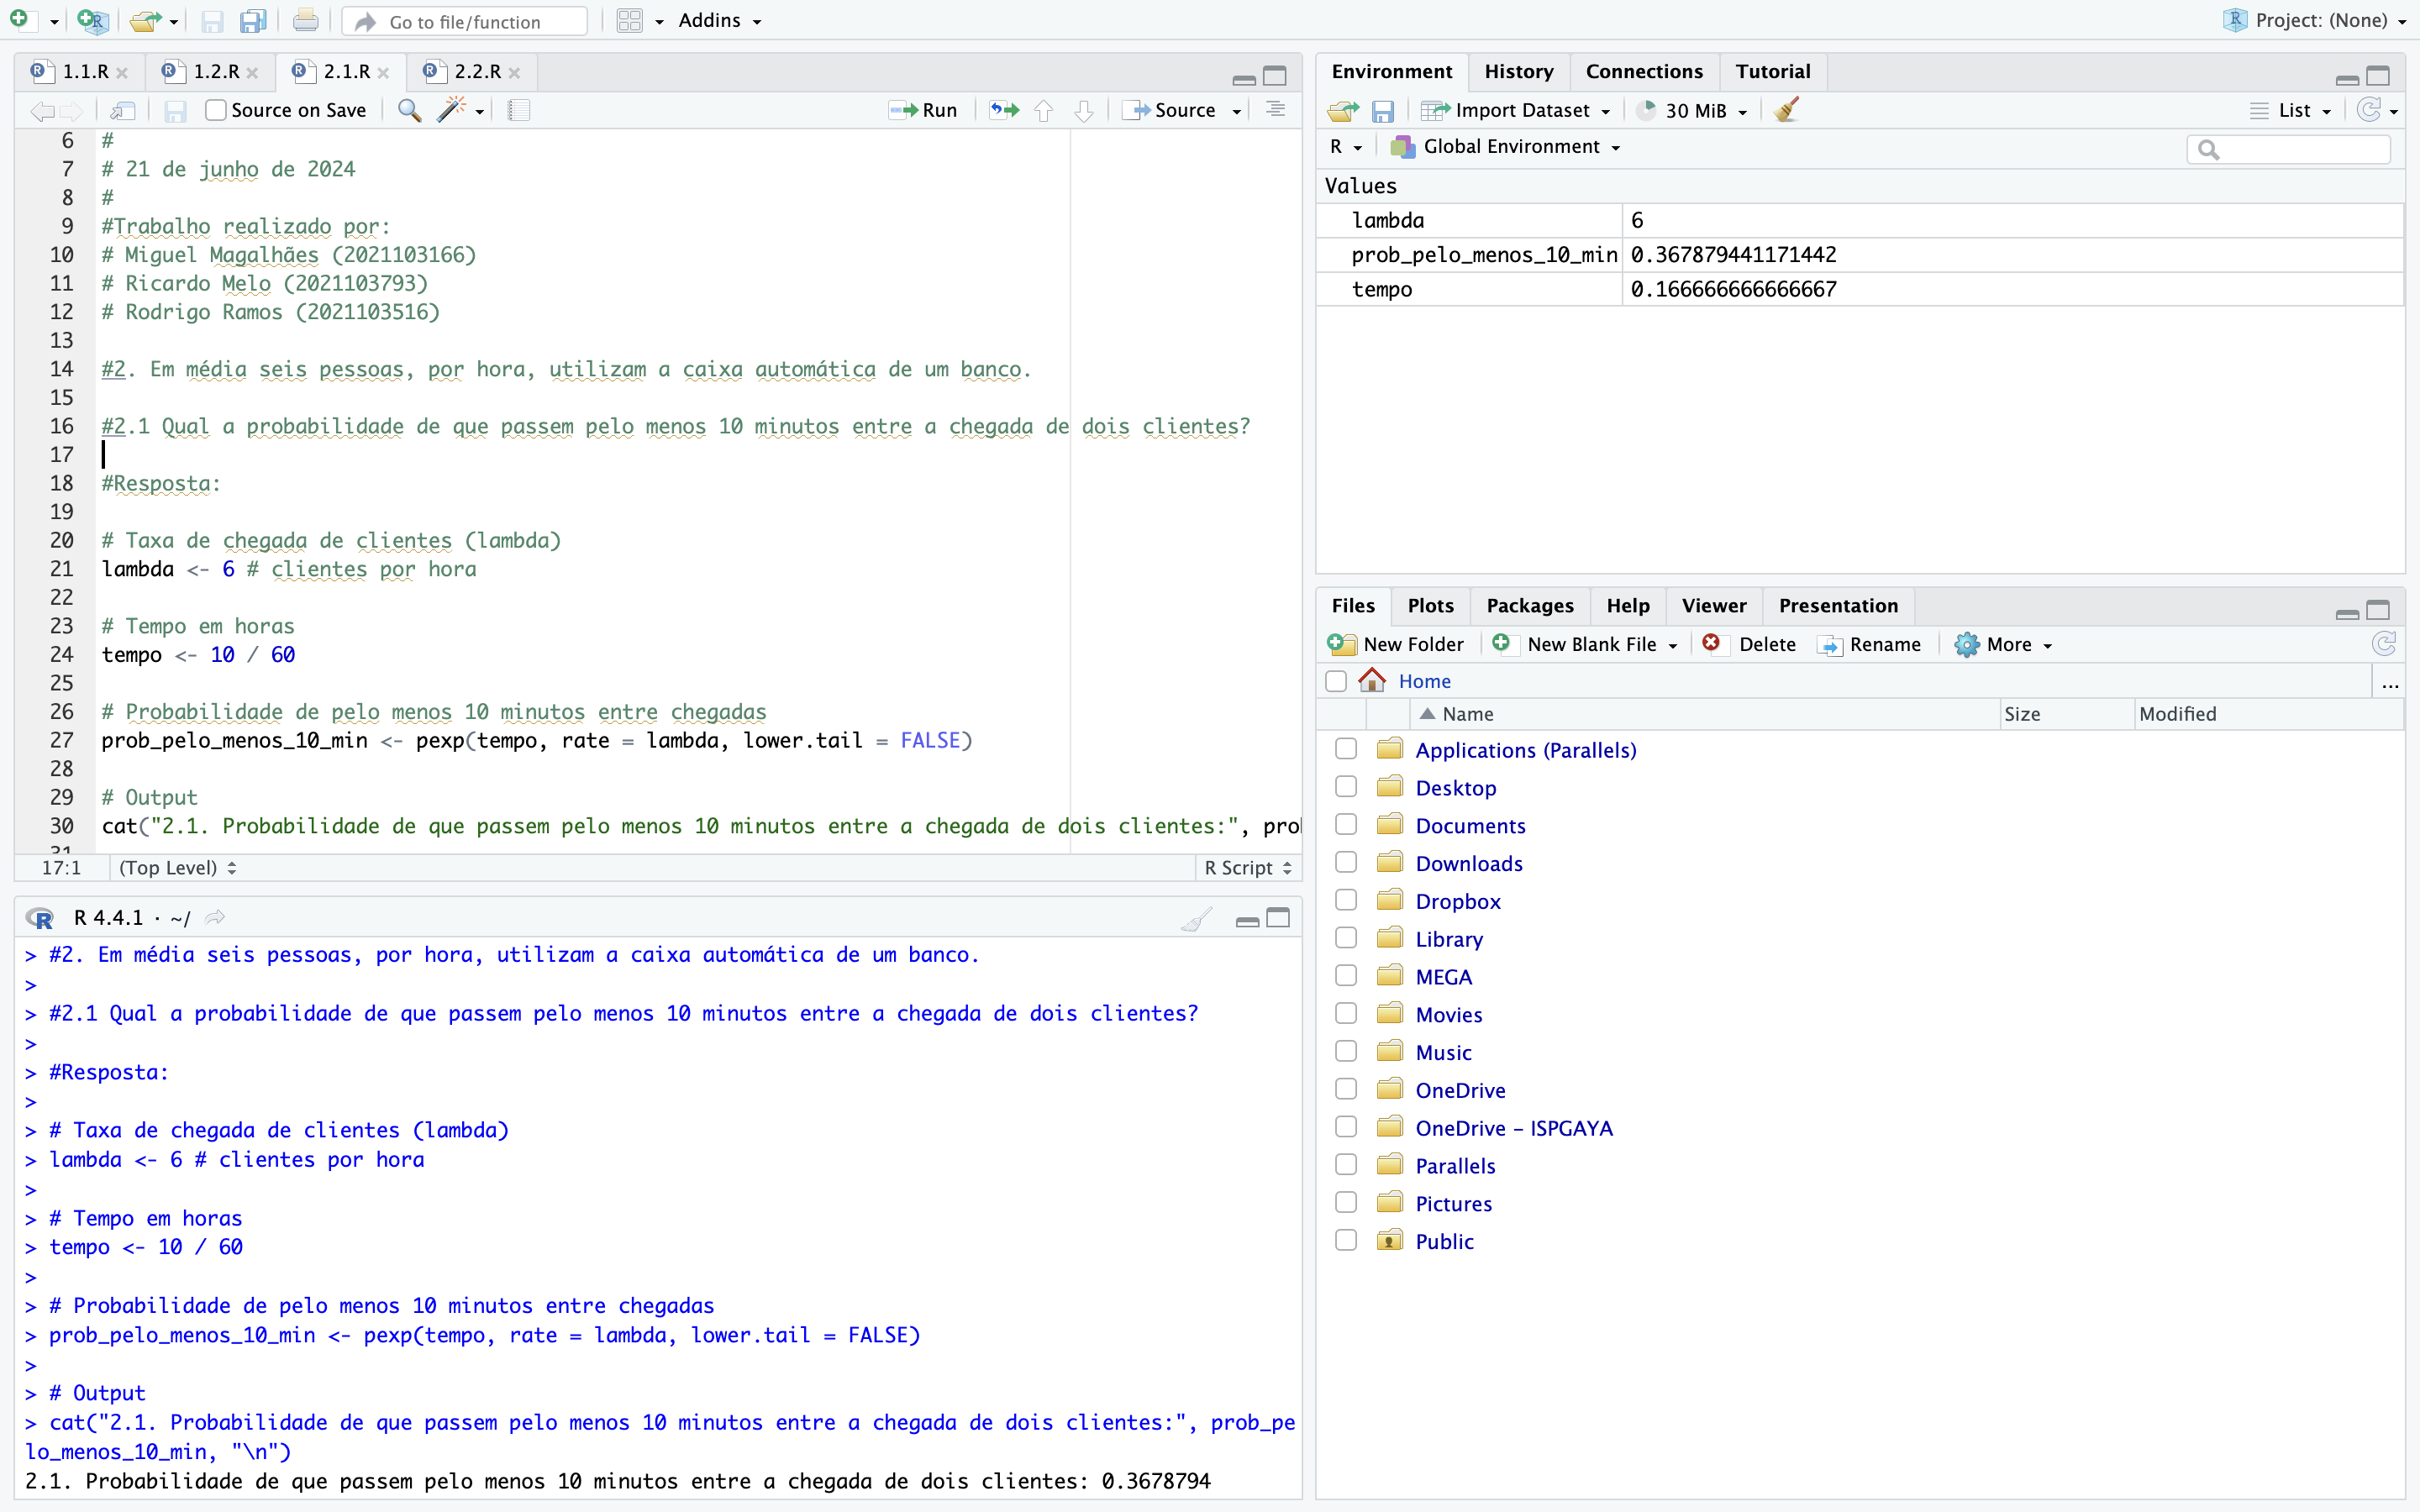 Go to file/function
Addins
Project: (None)
1.1.R
1.2.R
2.1.R
2.2.R
Source on Save
Run
Source
6 #
7 # 21 de junho de 2024
8 #
9 #Trabalho realizado por:
10 # Miguel Magalhães (2021103166)
11 # Ricardo Melo (2021103793)
12 # Rodrigo Ramos (2021103516)
13
14 #2. Em média seis pessoas, por hora, utilizam a caixa automática de um banco.
15
16 #2.1 Qual a probabilidade de que passem pelo menos 10 minutos entre a chegada de dois clientes?
17
18 #Resposta:
19
20 # Taxa de chegada de clientes (lambda)
21 lambda <- 6 # clientes por hora
22
23 # Tempo em horas
24 tempo <- 10 / 60
25
26 # Probabilidade de pelo menos 10 minutos entre chegadas
27 prob_pelo_menos_10_min <- pexp(tempo, rate = lambda, lower.tail = FALSE)
28
29 # Output
30 cat("2.1. Probabilidade de que passem pelo menos 10 minutos entre a chegada de dois clientes:", pro
31
17:1 (Top Level) R Script
R 4.4.1 · ~/
> #2. Em média seis pessoas, por hora, utilizam a caixa automática de um banco.
>
> #2.1 Qual a probabilidade de que passem pelo menos 10 minutos entre a chegada de dois clientes?
>
> #Resposta:
>
> # Taxa de chegada de clientes (lambda)
> lambda <- 6 # clientes por hora
>
> # Tempo em horas
> tempo <- 10 / 60
>
> # Probabilidade de pelo menos 10 minutos entre chegadas
> prob_pelo_menos_10_min <- pexp(tempo, rate = lambda, lower.tail = FALSE)
>
> # Output
> cat("2.1. Probabilidade de que passem pelo menos 10 minutos entre a chegada de dois clientes:", prob_pe
lo_menos_10_min, "\n")
2.1. Probabilidade de que passem pelo menos 10 minutos entre a chegada de dois clientes: 0.3678794
Environment
History
Connections
Tutorial
Import Dataset
30 MiB
List
R
Global Environment
Values
lambda 6
prob_pelo_menos_10_min 0.367879441171442
tempo 0.166666666666667
Files
Plots
Packages
Help
Viewer
Presentation
New Folder
New Blank File
Delete
Rename
More
Home
...
Name
Size
Modified
Applications (Parallels)
Desktop
Documents
Downloads
Dropbox
Library
MEGA
Movies
Music
OneDrive
OneDrive – ISPGAYA
Parallels
Pictures
Public